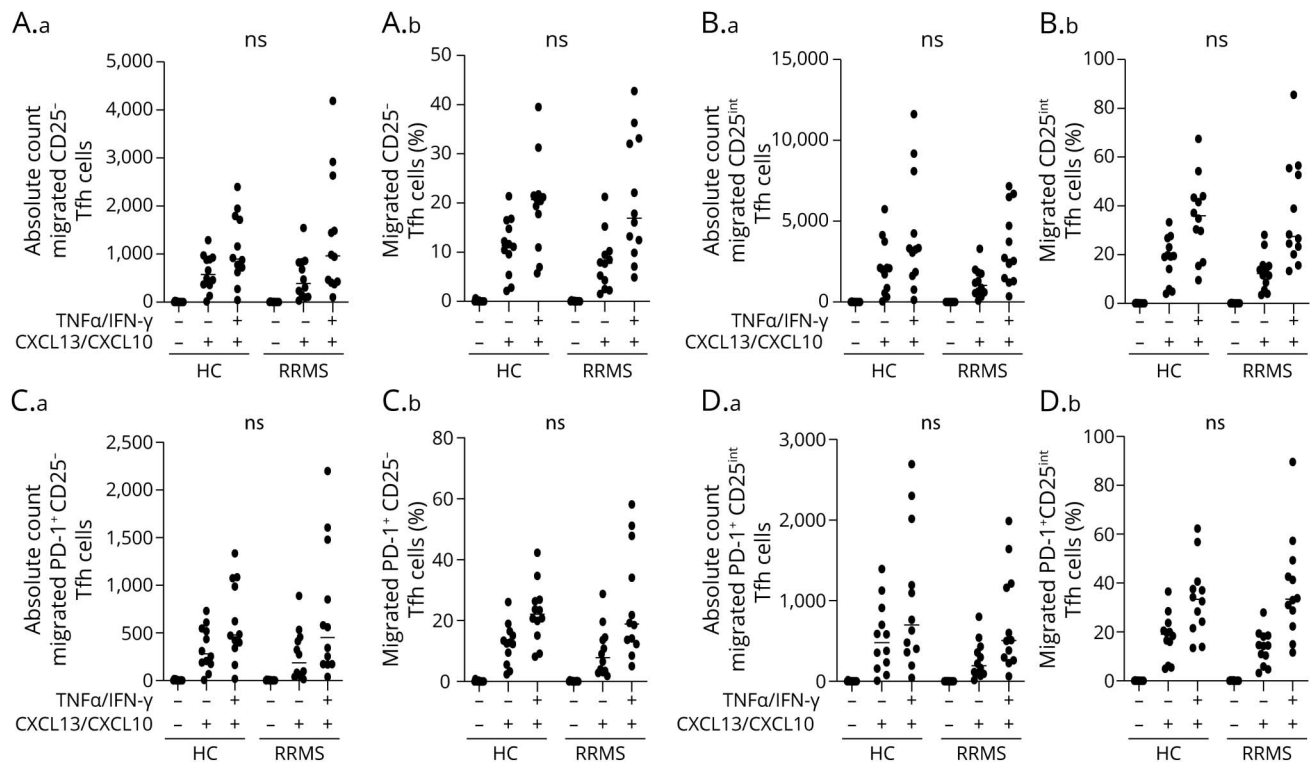 A.a
ns
Absolute count
migrated CD25⁻
Tfh cells
5,000
4,000
3,000
2,000
1,000
0
TNFα/IFN-γ − − + − − +
CXCL13/CXCL10 − + + − + +
HC RRMS
A.b
ns
Migrated CD25⁻
Tfh cells (%)
50
40
30
20
10
0
− − + − − +
− + + − + +
HC RRMS
B.a
ns
Absolute count
migrated CD25ⁱⁿᵗ
Tfh cells
15,000
10,000
5,000
0
TNFα/IFN-γ − − + − − +
CXCL13/CXCL10 − + + − + +
HC RRMS
B.b
ns
Migrated CD25ⁱⁿᵗ
Tfh cells (%)
100
80
60
40
20
0
− − + − − +
− + + − + +
HC RRMS
C.a
ns
Absolute count
migrated PD-1⁺ CD25⁻
Tfh cells
2,500
2,000
1,500
1,000
500
0
TNFα/IFN-γ − − + − − +
CXCL13/CXCL10 − + + − + +
HC RRMS
C.b
ns
Migrated PD-1⁺ CD25⁻
Tfh cells (%)
80
60
40
20
0
− − + − − +
− + + − + +
HC RRMS
D.a
ns
Absolute count
migrated PD-1⁺ CD25ⁱⁿᵗ
Tfh cells
3,000
2,000
1,000
0
TNFα/IFN-γ − − + − − +
CXCL13/CXCL10 − + + − + +
HC RRMS
D.b
ns
Migrated PD-1⁺CD25ⁱⁿᵗ
Tfh cells (%)
100
80
60
40
20
0
− − + − − +
− + + − + +
HC RRMS